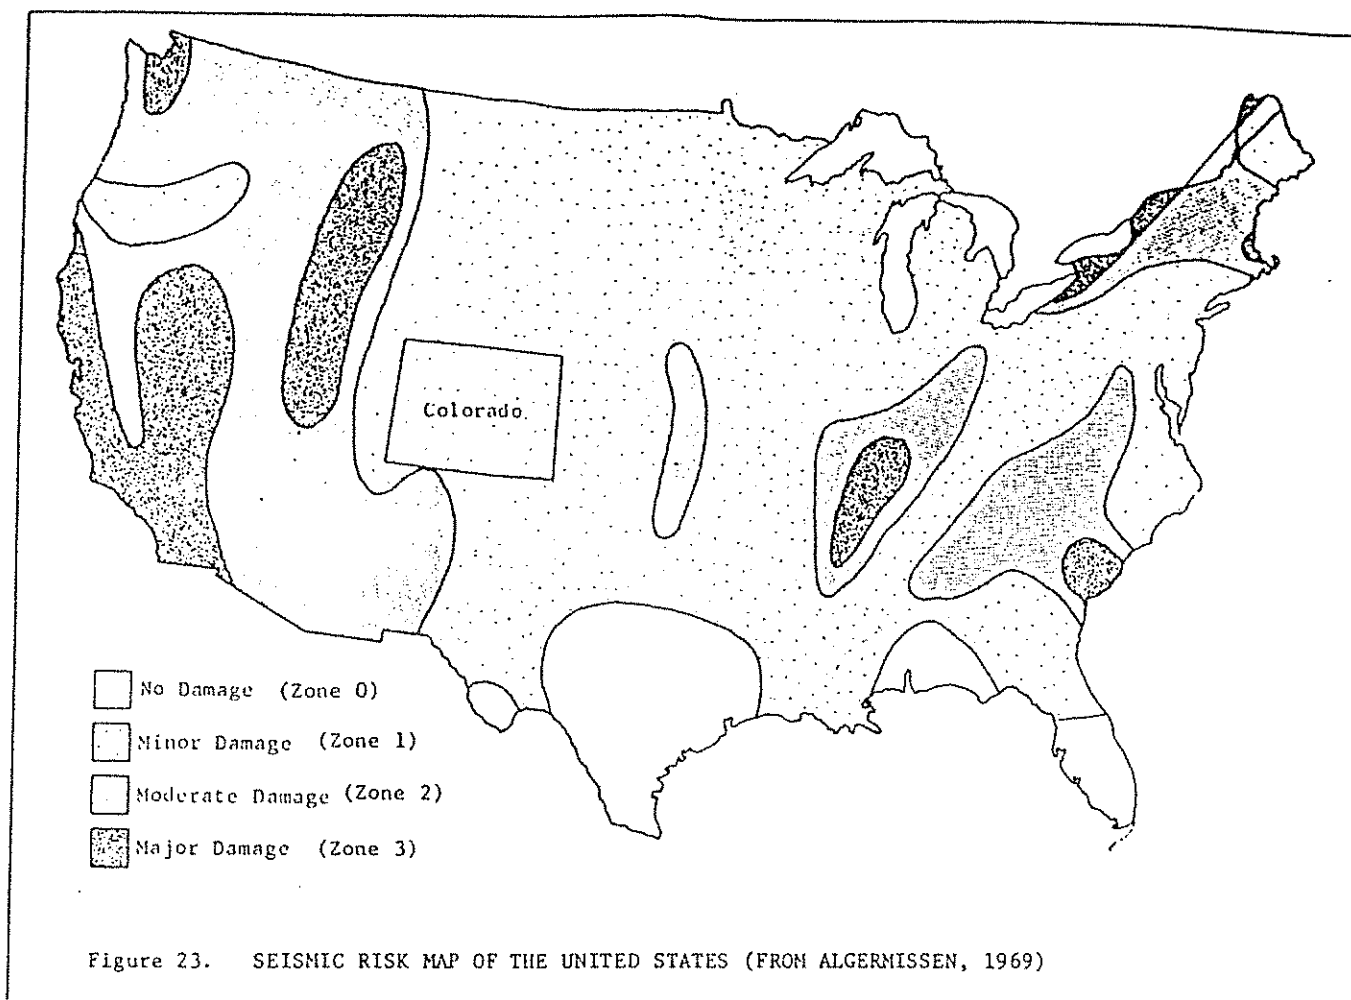 Colorado
No Damage (Zone 0)
Minor Damage (Zone 1)
Moderate Damage (Zone 2)
Major Damage (Zone 3)
Figure 23. SEISMIC RISK MAP OF THE UNITED STATES (FROM ALGERMISSEN, 1969)